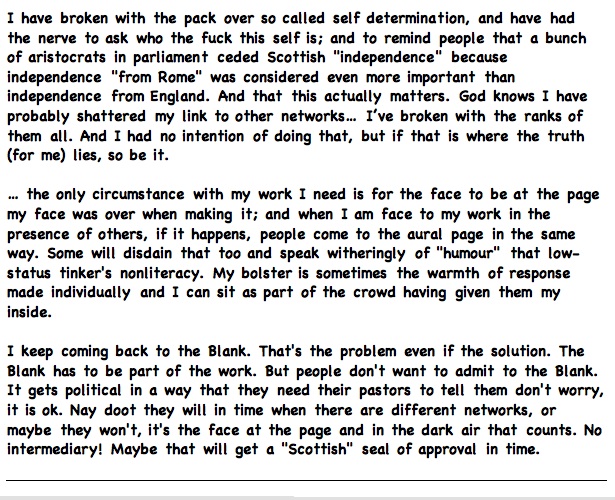 I have broken with the pack over so called self determination, and have had
the nerve to ask who the fuck this self is; and to remind people that a bunch
of aristocrats in parliament ceded Scottish "independence" because
independence "from Rome" was considered even more important than
independence from England. And that this actually matters. God knows I have
probably shattered my link to other networks... I've broken with the ranks of
them all. And I had no intention of doing that, but if that is where the truth
(for me) lies, so be it.

... the only circumstance with my work I need is for the face to be at the page
my face was over when making it; and when I am face to my work in the
presence of others, if it happens, people come to the aural page in the same
way. Some will disdain that too and speak witheringly of "humour" that low-
status tinker's nonliteracy. My bolster is sometimes the warmth of response
made individually and I can sit as part of the crowd having given them my
inside.

I keep coming back to the Blank. That's the problem even if the solution. The
Blank has to be part of the work. But people don't want to admit to the Blank.
It gets political in a way that they need their pastors to tell them don't worry,
it is ok. Nay doot they will in time when there are different networks, or
maybe they won't, it's the face at the page and in the dark air that counts. No
intermediary! Maybe that will get a "Scottish" seal of approval in time.